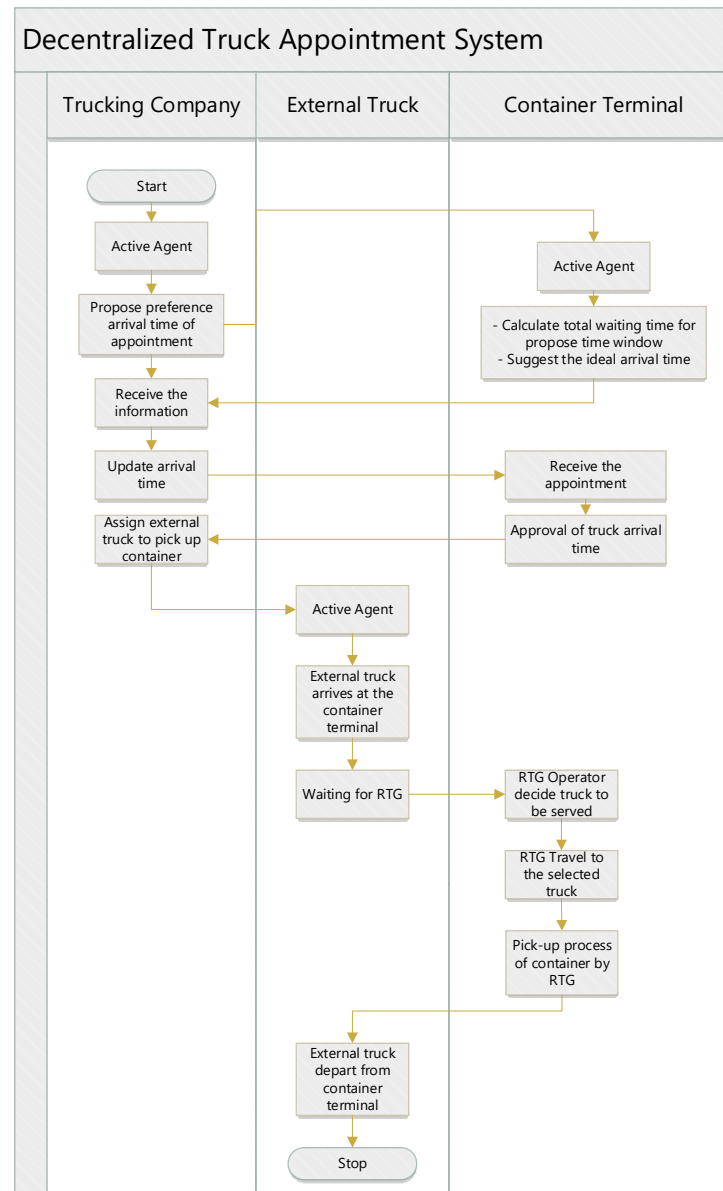 Decentralized Truck Appointment System
Trucking Company
External Truck
Container Terminal
Start
Active Agent
Propose preference
arrival time of
appointment
Active Agent
- Calculate total waiting time for
propose time window
- Suggest the ideal arrival time
Receive the
information
Update arrival
time
Receive the
appointment
Approval of truck arrival
time
Assign external
truck to pick up
container
Active Agent
External truck
arrives at the
container
terminal
Waiting for RTG
RTG Operator
decide truck to
be served
RTG Travel to
the selected
truck
Pick-up process
of container by
RTG
External truck
depart from
container
terminal
Stop